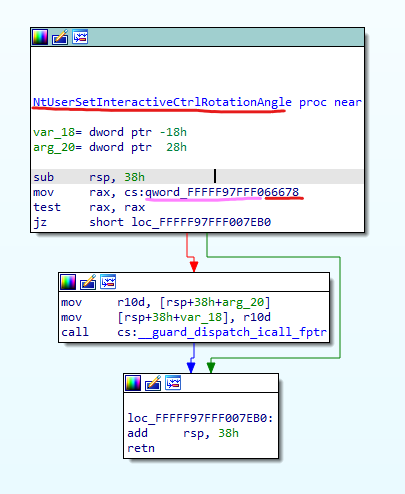 NtUserSetInteractiveCtrlRotationAngle proc near
var_18= dword ptr -18h
arg_20= dword ptr  28h
sub     rsp, 38h
mov     rax, cs:qword_FFFFF97FFF066678
test    rax, rax
jz      short loc_FFFFF97FFF007EB0
mov     r10d, [rsp+38h+arg_20]
mov     [rsp+38h+var_18], r10d
call    cs:__guard_dispatch_icall_fptr
loc_FFFFF97FFF007EB0:
add     rsp, 38h
retn